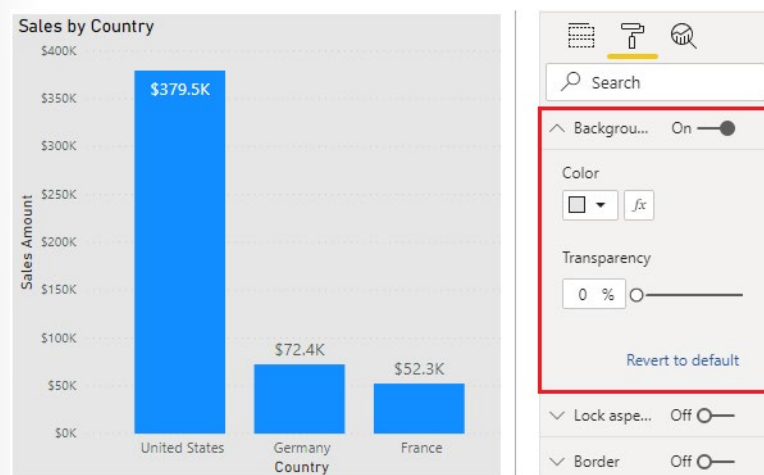 Sales by Country
$400K
$350K
$300K
$250K
$200K
$150K
$100K
$50K
$0K
Sales Amount
$379.5K
$72.4K
$52.3K
United States
Germany
France
Country
Search
Backgrou... On
Color
fx
Transparency
0 %
Revert to default
Lock aspe... Off
Border Off